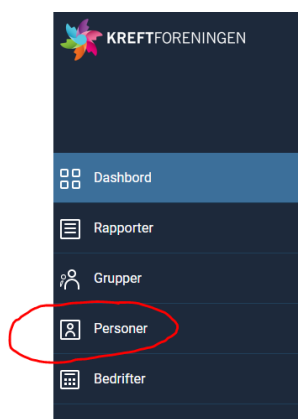 KREFTFORENINGEN
Dashbord
Rapporter
Grupper
Personer
Bedrifter